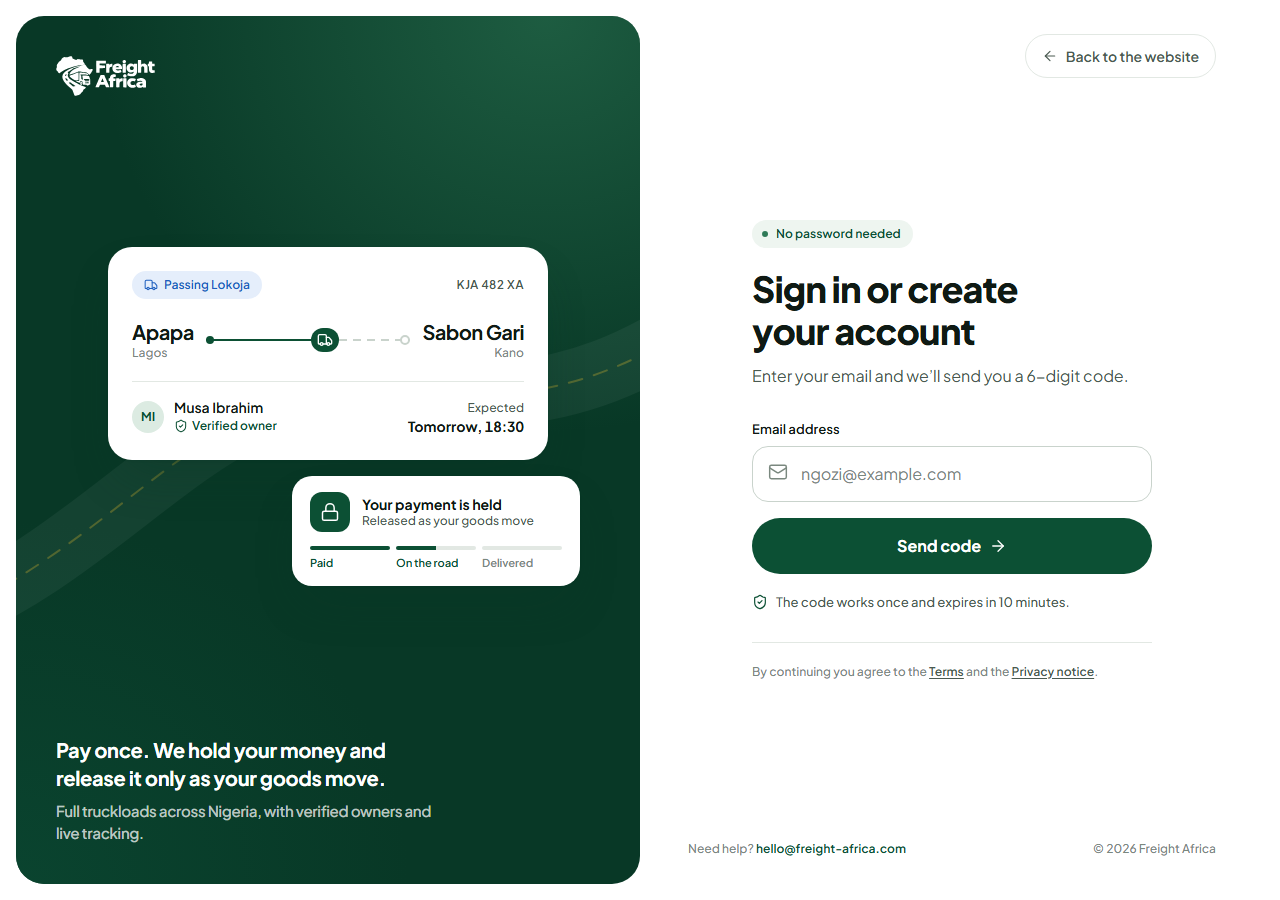 Freight
Africa
Back to the website
Passing Lokoja
KJA 482 XA
Apapa
Lagos
Sabon Gari
Kano
MI
Musa Ibrahim
Verified owner
Expected
Tomorrow, 18:30
Your payment is held
Released as your goods move
Paid
On the road
Delivered
Pay once. We hold your money and
release it only as your goods move.
Full truckloads across Nigeria, with verified owners and
live tracking.
No password needed
Sign in or create
your account
Enter your email and we’ll send you a 6-digit code.
Email address
ngozi@example.com
Send code
The code works once and expires in 10 minutes.
By continuing you agree to the Terms and the Privacy notice.
Need help? hello@freight-africa.com
© 2026 Freight Africa